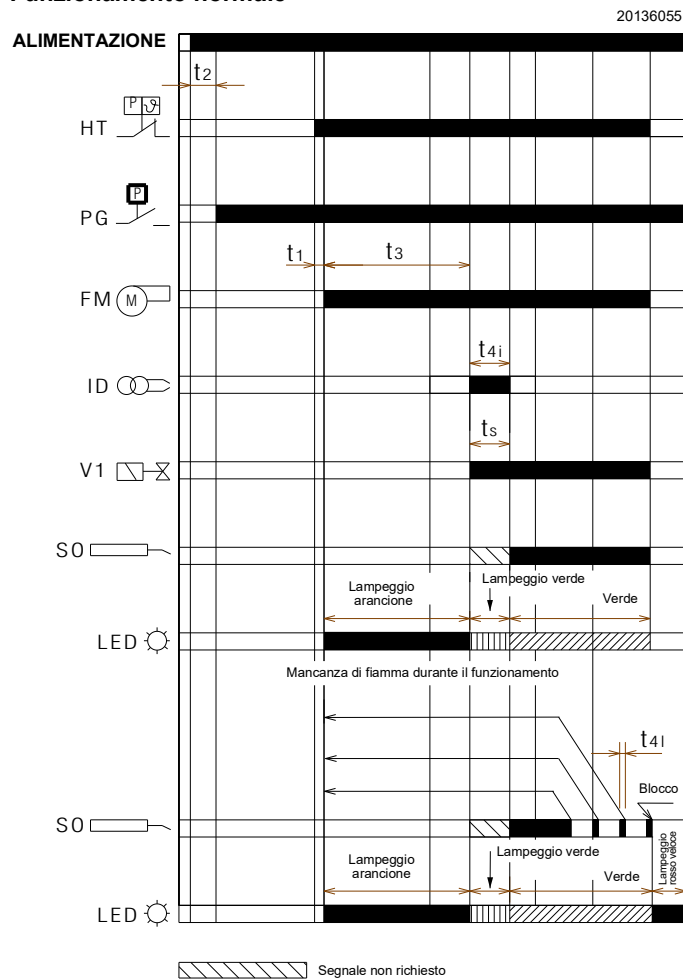 Funzionamento normale
20136055
ALIMENTAZIONE
t2
P ϑ
HT
P
PG
t1
t3
FM M
t4i
ID
ts
V1
SO
Lampeggio
arancione
Lampeggio verde
Verde
LED
Mancanza di fiamma durante il funzionamento
t4l
Blocco
SO
Lampeggio
arancione
Lampeggio verde
Verde
Lampeggio
rosso veloce
LED
Segnale non richiesto